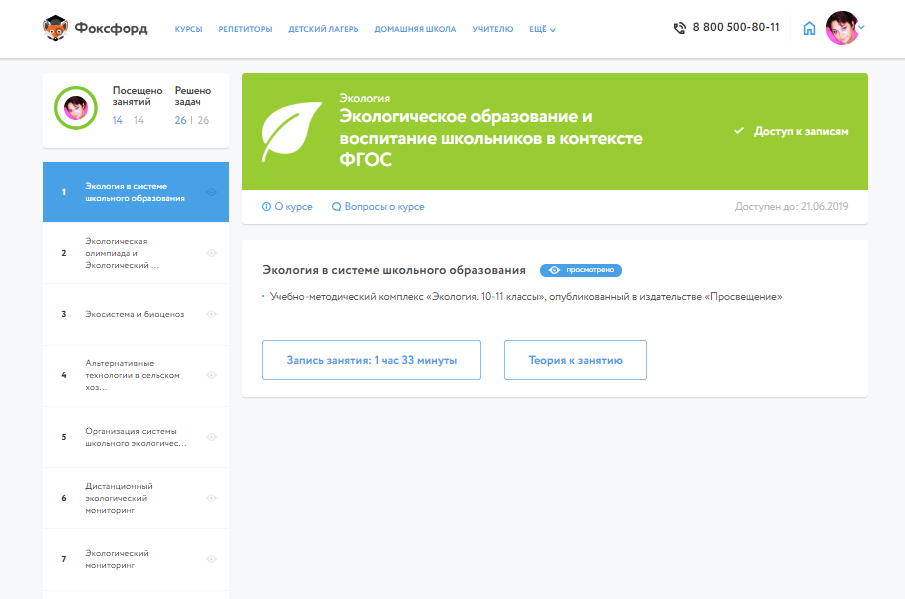 Фоксфорд
КУРСЫ РЕПЕТИТОРЫ ДЕТСКИЙ ЛАГЕРЬ ДОМАШНЯЯ ШКОЛА УЧИТЕЛЮ ЕЩЁ
8 800 500-80-11
Посещено занятий
14 14
Решено задач
26 | 26
1 Экология в системе
школьного образования
2 Экологическая
олимпиада и
Экологический ...
3 Экосистема и биоценоз
4 Альтернативные
технологии в сельском
хоз...
5 Организация системы
школьного экологичес...
6 Дистанционный
экологический
мониторинг
7 Экологический
мониторинг
Экология
Экологическое образование и
воспитание школьников в контексте
ФГОС
Доступ к записям
О курсе Вопросы о курсе Доступен до: 21.06.2019
Экология в системе школьного образования просмотрено
· Учебно-методический комплекс «Экология. 10-11 классы», опубликованный в издательстве «Просвещение»
Запись занятия: 1 час 33 минуты Теория к занятию